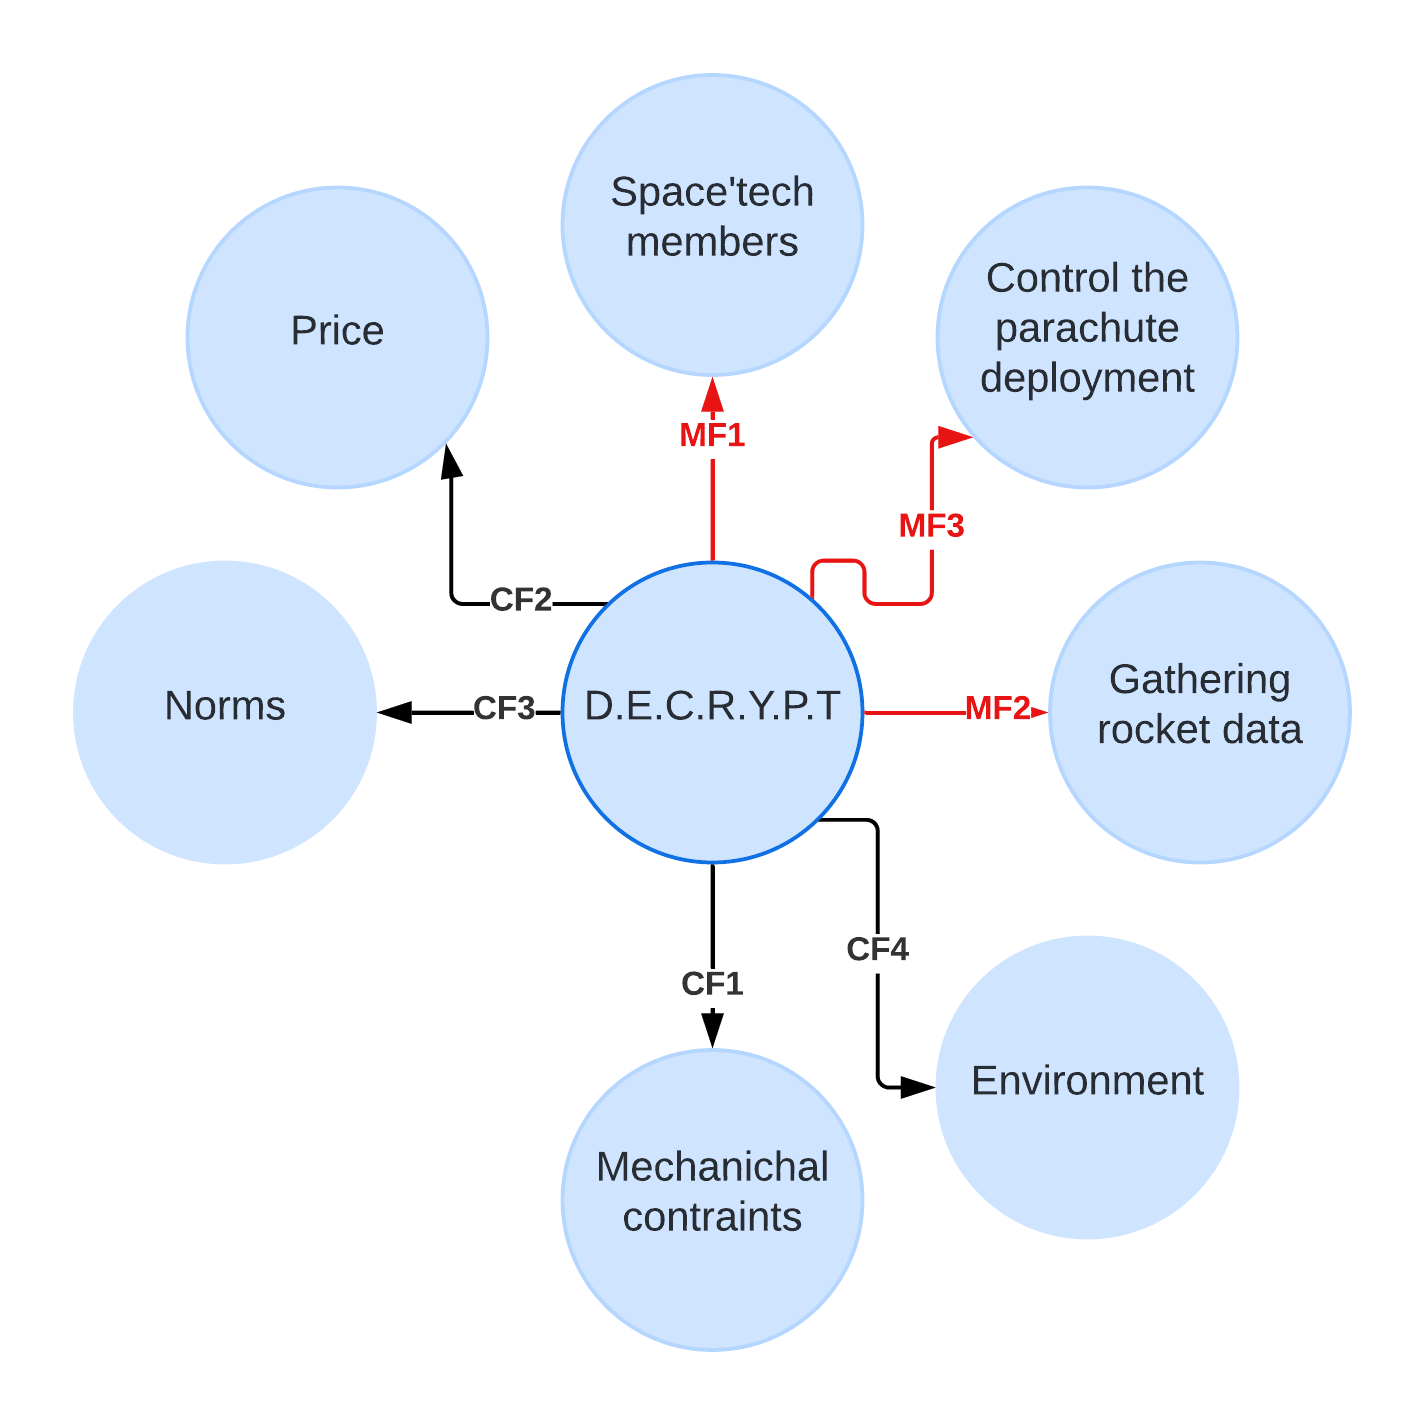 Space'tech
members
Control the
parachute
deployment
Price
MF1
MF3
CF2
Norms
CF3
D.E.C.R.Y.P.T
MF2
Gathering
rocket data
CF4
CF1
Environment
Mechanichal
contraints